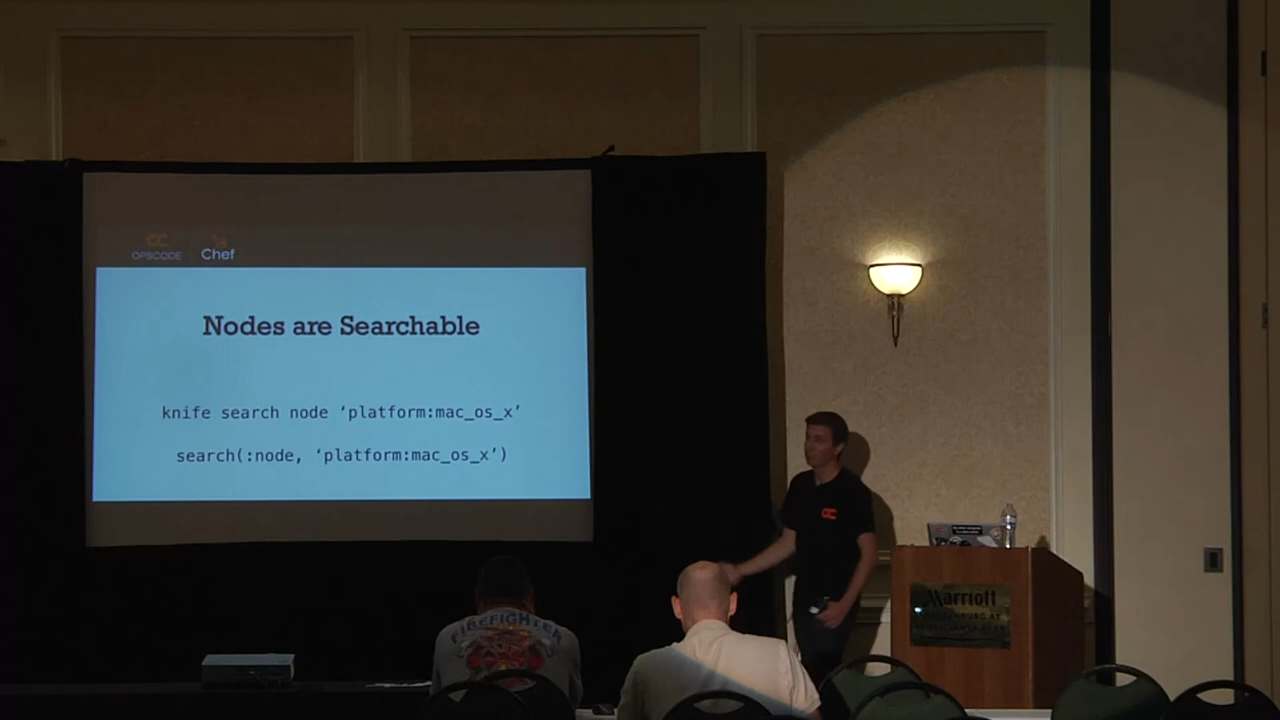 OPSCODE
Chef
Nodes are Searchable
knife search node ‘platform:mac_os_x’
search(:node, ‘platform:mac_os_x’)
FIREFIGHTER
Marriott